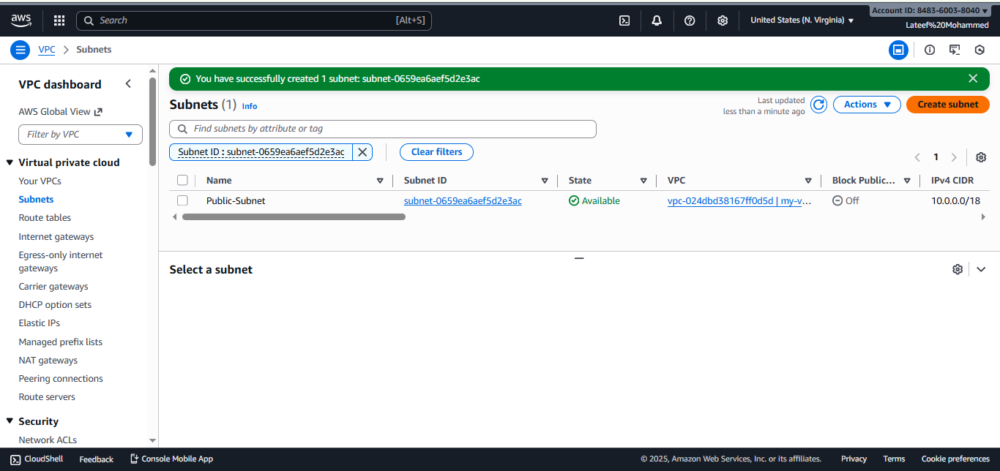 aws
Search
[Alt+S]
United States (N. Virginia)
Account ID: 8483-6003-8040
Lateef%20Mohammed
VPC
Subnets
VPC dashboard
AWS Global View
Filter by VPC
Virtual private cloud
Your VPCs
Subnets
Route tables
Internet gateways
Egress-only internet
gateways
Carrier gateways
DHCP option sets
Elastic IPs
Managed prefix lists
NAT gateways
Peering connections
Route servers
Security
Network ACLs
You have successfully created 1 subnet: subnet-0659ea6aef5d2e3ac
Subnets (1) Info
Last updated
less than a minute ago
Actions
Create subnet
Find subnets by attribute or tag
Subnet ID : subnet-0659ea6aef5d2e3ac
Clear filters
1
Name Subnet ID State VPC Block Public... IPv4 CIDR
Public-Subnet subnet-0659ea6aef5d2e3ac Available vpc-024dbd38167ff0d5d | my-v... Off 10.0.0.0/18
Select a subnet
CloudShell Feedback Console Mobile App © 2025, Amazon Web Services, Inc. or its affiliates. Privacy Terms Cookie preferences